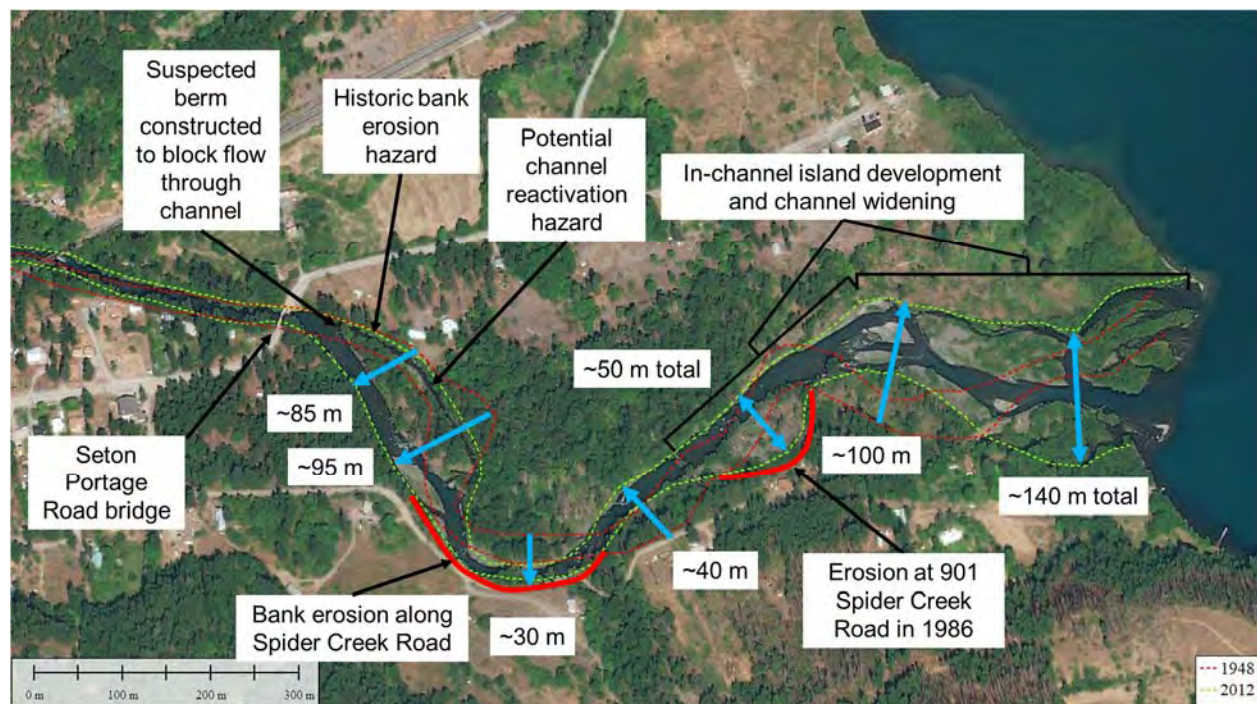 Suspected
berm
constructed
to block flow
through
channel
Historic bank
erosion
hazard
Potential
channel
reactivation
hazard
In-channel island development
and channel widening
~50 m total
~85 m
~95 m
Seton
Portage
Road bridge
~100 m
~140 m total
~40 m
Bank erosion along
Spider Creek Road
~30 m
Erosion at 901
Spider Creek
Road in 1986
0 m 100 m 200 m 300 m
1948
2012